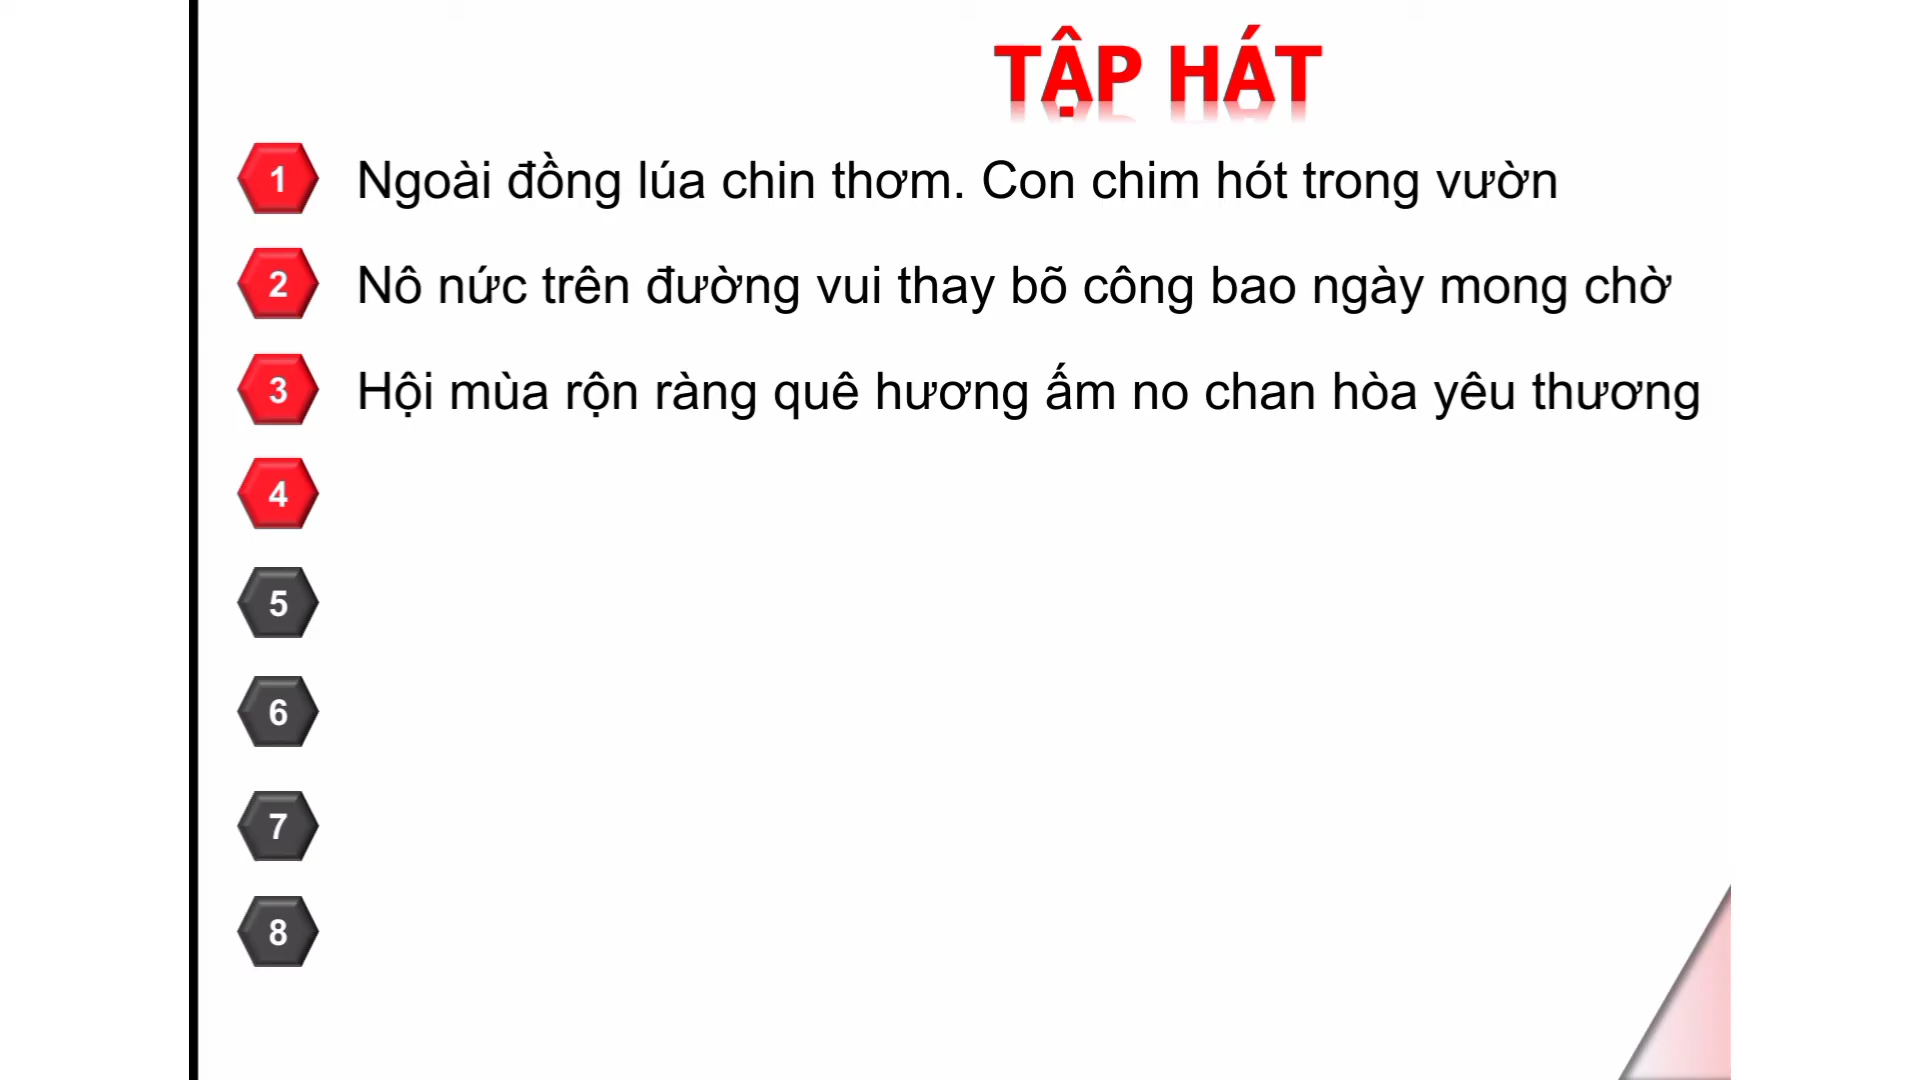 TẬP HÁT
1 Ngoài đồng lúa chin thơm. Con chim hót trong vườn
2 Nô nức trên đường vui thay bõ công bao ngày mong chờ
3 Hội mùa rộn ràng quê hương ấm no chan hòa yêu thương
4
5
6
7
8